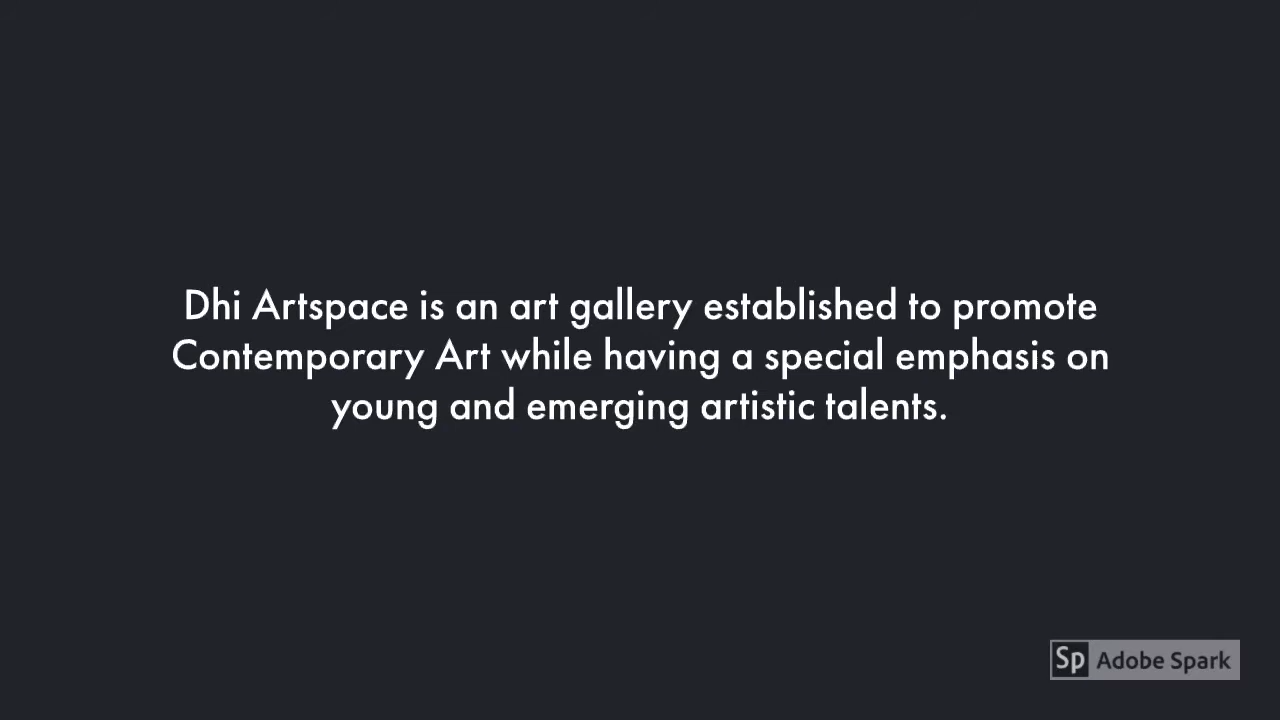 Dhi Artspace is an art gallery established to promote
Contemporary Art while having a special emphasis on
young and emerging artistic talents.
Sp Adobe Spark